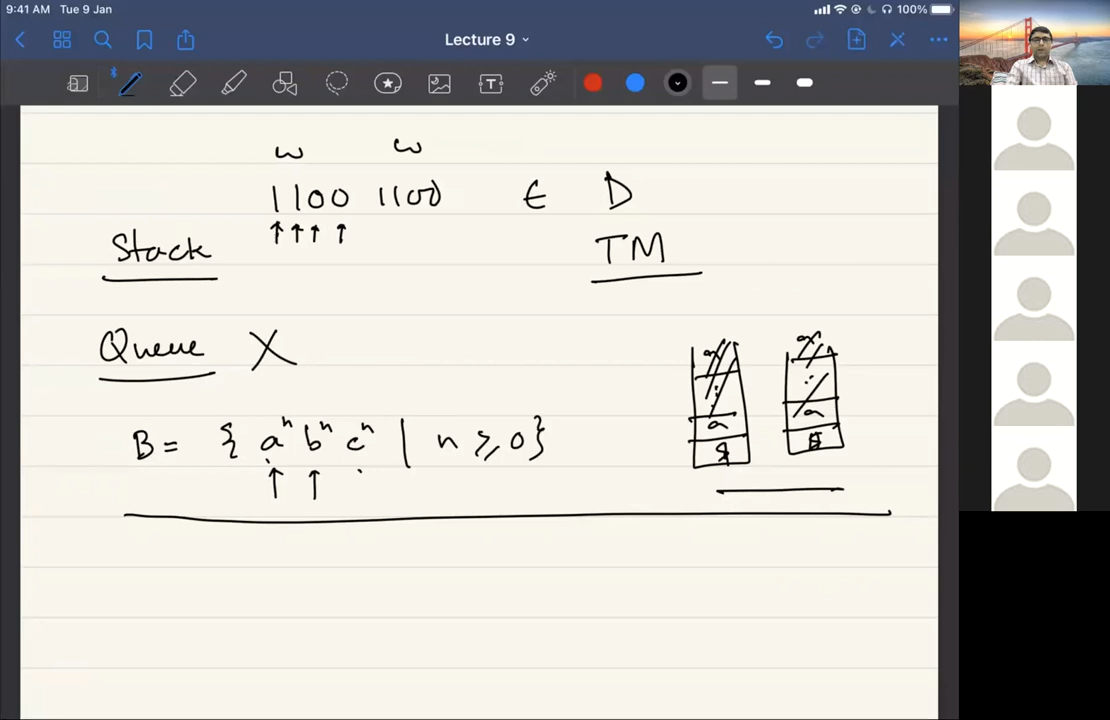 9:41 AM Tue 9 Jan
100%
Lecture 9
T
ω ω
1100 1100 ∈ D
Stack TM
Queue X
B = { aⁿ bⁿ cⁿ | n ≥ 0 }
a a
a a
$ $